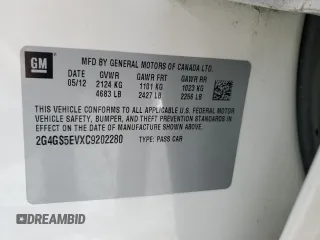 GM
MFD BY GENERAL MOTORS OF CANADA LTD.
DATE GVWR GAWR FRT GAWR RR
05/12 2124 KG 1101 KG 1023 KG
4683 LB 2427 LB 2256 LB
THIS VEHICLE CONFORMS TO ALL APPLICABLE U.S. FEDERAL MOTOR
VEHICLE SAFETY, BUMPER, AND THEFT PREVENTION STANDARDS IN
EFFECT ON THE DATE OF MANUFACTURE SHOWN ABOVE.
2G4GS5EVXC9202280 TYPE: PASS CAR
DREAMBID